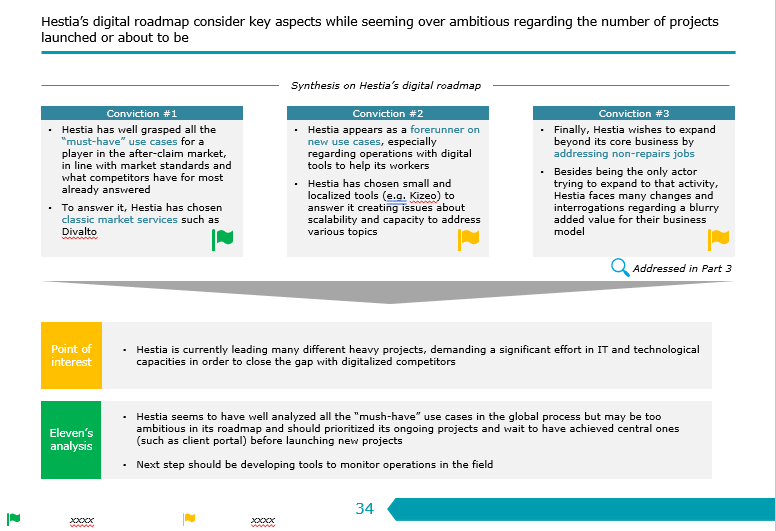 Hestia’s digital roadmap consider key aspects while seeming over ambitious regarding the number of projects
launched or about to be
Synthesis on Hestia’s digital roadmap
Conviction #1
• Hestia has well grasped all the
“must-have” use cases for a
player in the after-claim market,
in line with market standards and
what competitors have for most
already answered
• To answer it, Hestia has chosen
classic market services such as
Divalto
Conviction #2
• Hestia appears as a forerunner on
new use cases, especially
regarding operations with digital
tools to help its workers
• Hestia has chosen small and
localized tools (e.g. Kizeo) to
answer it creating issues about
scalability and capacity to address
various topics
Conviction #3
• Finally, Hestia wishes to expand
beyond its core business by
addressing non-repairs jobs
• Besides being the only actor
trying to expand to that activity,
Hestia faces many changes and
interrogations regarding a blurry
added value for their business
model
Addressed in Part 3
Point of
interest
• Hestia is currently leading many different heavy projects, demanding a significant effort in IT and technological
capacities in order to close the gap with digitalized competitors
Eleven’s
analysis
• Hestia seems to have well analyzed all the “mush-have” use cases in the global process but may be too
ambitious in its roadmap and should prioritized its ongoing projects and wait to have achieved central ones
(such as client portal) before launching new projects
• Next step should be developing tools to monitor operations in the field
34
xxxx
xxxx